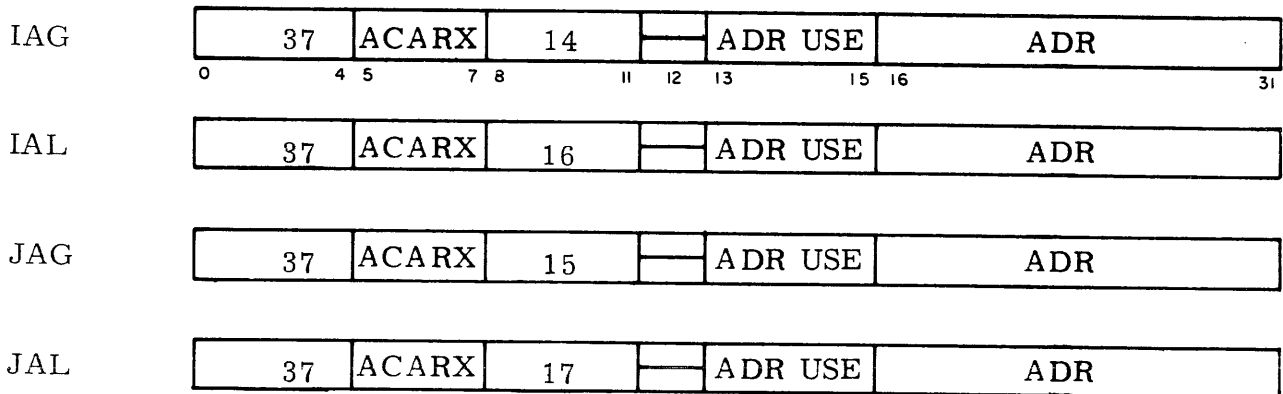 IAG 37 ACARX 14 ADR USE ADR
0 4 5 7 8 11 12 13 15 16 31
IAL 37 ACARX 16 ADR USE ADR
JAG 37 ACARX 15 ADR USE ADR
JAL 37 ACARX 17 ADR USE ADR